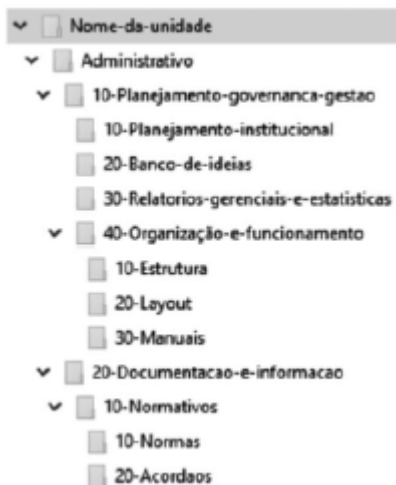 Nome-da-unidade
Administrativo
10-Planejamento-governanca-gestao
10-Planejamento-institucional
20-Banco-de-ideias
30-Relatorios-gerenciais-e-estatisticas
40-Organização-e-funcionamento
10-Estrutura
20-Layout
30-Manuais
20-Documentacao-e-informacao
10-Normativos
10-Normas
20-Acordaos